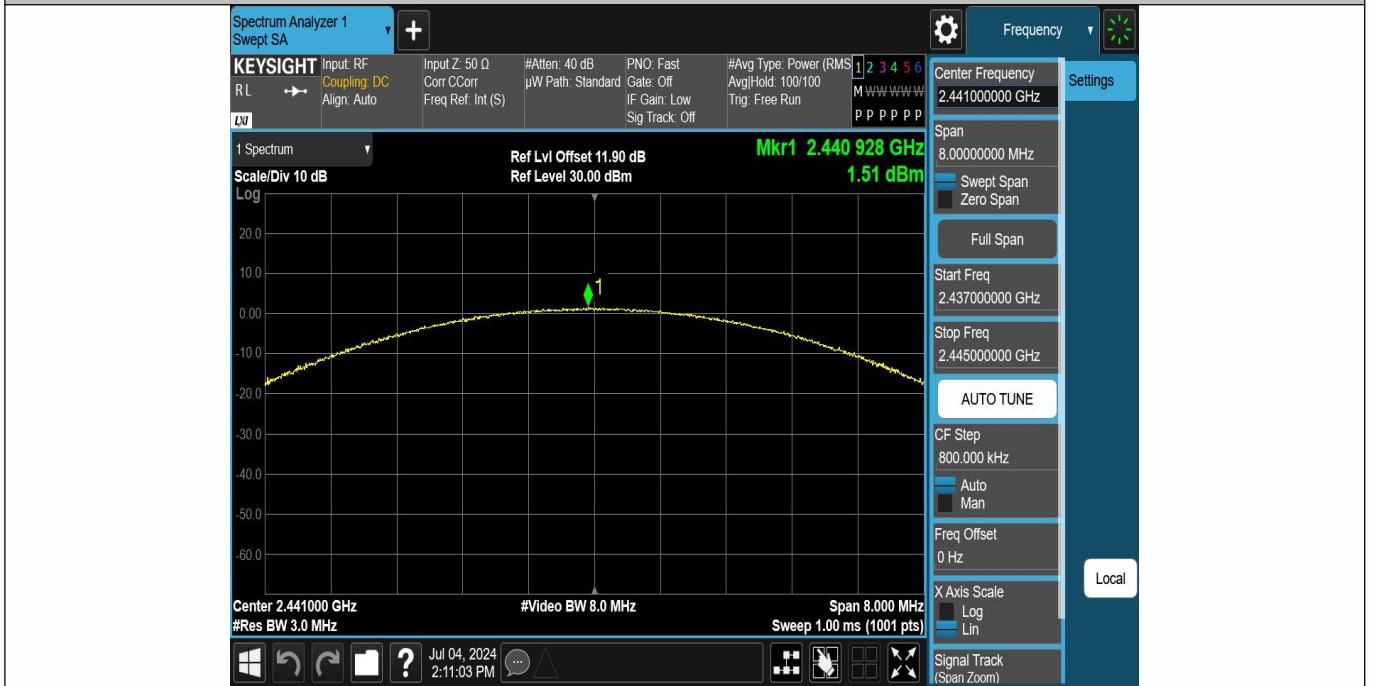 Spectrum Analyzer 1
Swept SA
+
Frequency
KEYSIGHT
RL
LXI
Input: RF
Coupling: DC
Align: Auto
Input Z: 50 Ω
Corr CCorr
Freq Ref: Int (S)
#Atten: 40 dB
µW Path: Standard
PNO: Fast
Gate: Off
IF Gain: Low
Sig Track: Off
#Avg Type: Power (RMS
Avg|Hold: 100/100
Trig: Free Run
1 2 3 4 5 6
M W W W W W
P P P P P P
1 Spectrum
Scale/Div 10 dB
Log
Ref Lvl Offset 11.90 dB
Ref Level 30.00 dBm
Mkr1 2.440 928 GHz
1.51 dBm
20.0
10.0
0.00
-10.0
-20.0
-30.0
-40.0
-50.0
-60.0
1
Center 2.441000 GHz
#Res BW 3.0 MHz
#Video BW 8.0 MHz
Span 8.000 MHz
Sweep 1.00 ms (1001 pts)
Center Frequency
2.441000000 GHz
Settings
Span
8.00000000 MHz
Swept Span
Zero Span
Full Span
Start Freq
2.437000000 GHz
Stop Freq
2.445000000 GHz
AUTO TUNE
CF Step
800.000 kHz
Auto
Man
Freq Offset
0 Hz
X Axis Scale
Log
Lin
Signal Track
(Span Zoom)
Local
?
Jul 04, 2024
2:11:03 PM